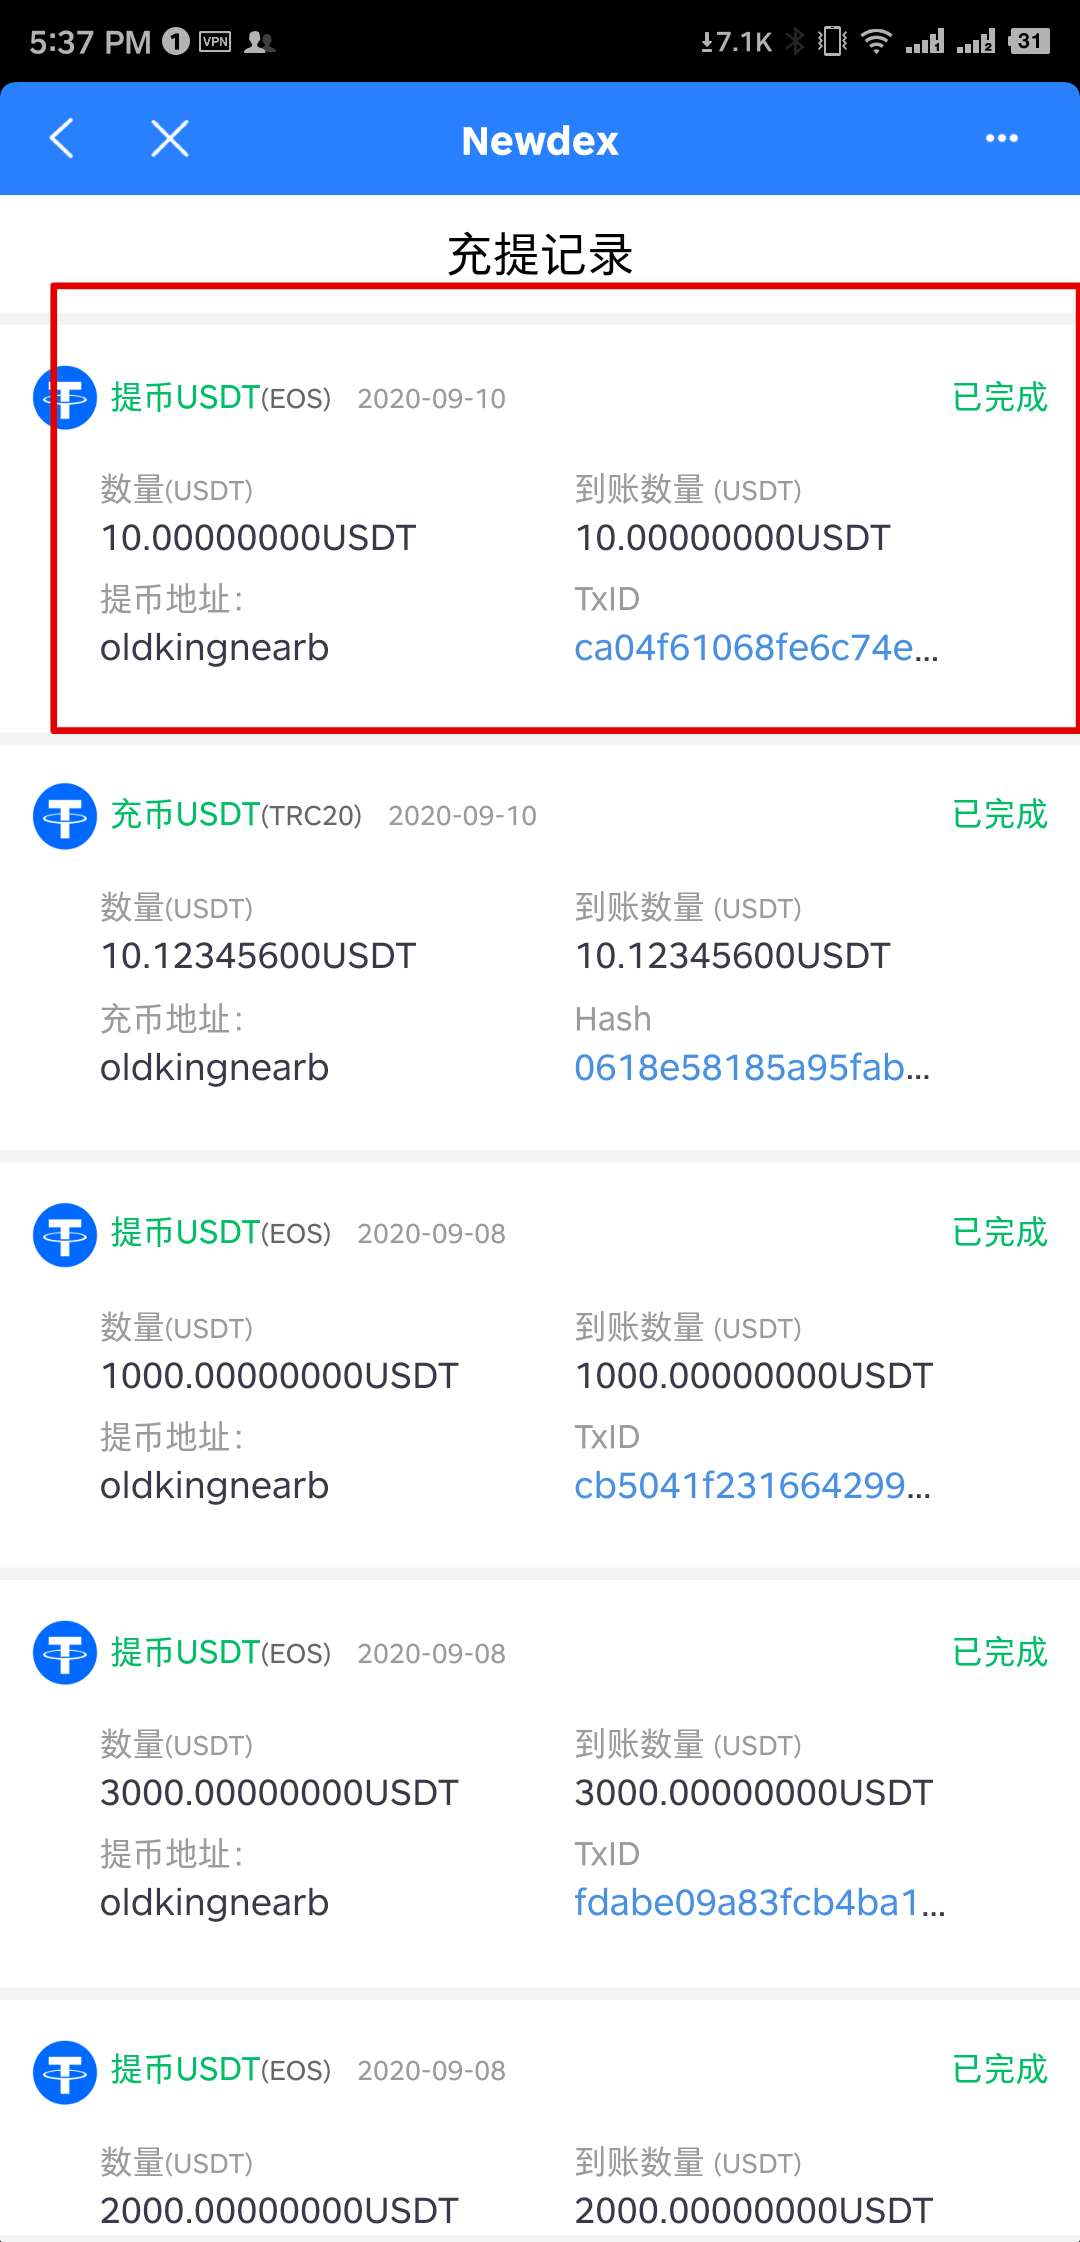 5:37 PM 1 VPN 7.1K 1 2 31
Newdex
充提记录
提币USDT(EOS) 2020-09-10 已完成
数量(USDT) 到账数量 (USDT)
10.00000000USDT 10.00000000USDT
提币地址: TxID
oldkingnearb ca04f61068fe6c74e...
充币USDT(TRC20) 2020-09-10 已完成
数量(USDT) 到账数量 (USDT)
10.12345600USDT 10.12345600USDT
充币地址: Hash
oldkingnearb 0618e58185a95fab...
提币USDT(EOS) 2020-09-08 已完成
数量(USDT) 到账数量 (USDT)
1000.00000000USDT 1000.00000000USDT
提币地址: TxID
oldkingnearb cb5041f231664299...
提币USDT(EOS) 2020-09-08 已完成
数量(USDT) 到账数量 (USDT)
3000.00000000USDT 3000.00000000USDT
提币地址: TxID
oldkingnearb fdabe09a83fcb4ba1...
提币USDT(EOS) 2020-09-08 已完成
数量(USDT) 到账数量 (USDT)
2000.00000000USDT 2000.00000000USDT